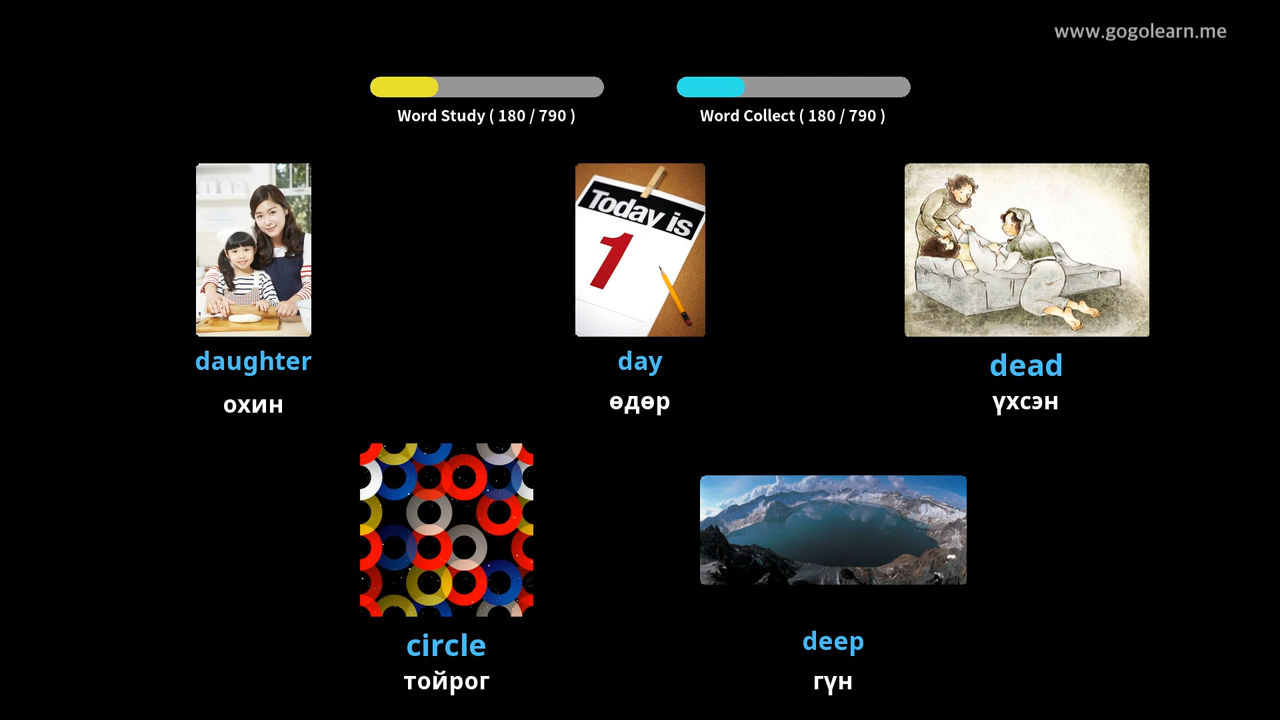 www.gogolearn.me
Word Study ( 180 / 790 )
Word Collect ( 180 / 790 )
Today is
1
daughter
day
dead
охин
өдөр
үхсэн
circle
deep
тойрог
гүн